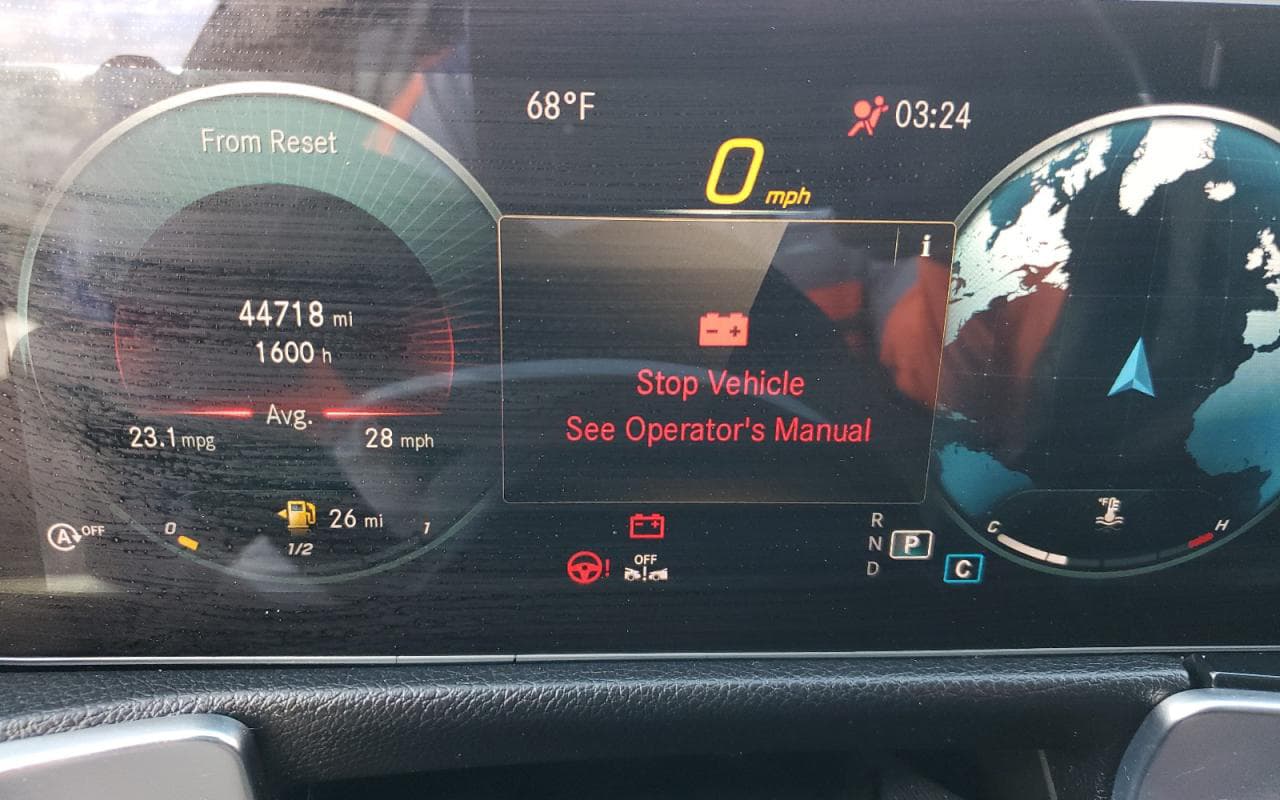 68°F
03:24
From Reset
0 mph
i
44718 mi
1600 h
Avg.
23.1 mpg
28 mph
Stop Vehicle
See Operator's Manual
26 mi
0
1/2
1
A OFF
OFF
!
R
N P
D
C
°F
C
H